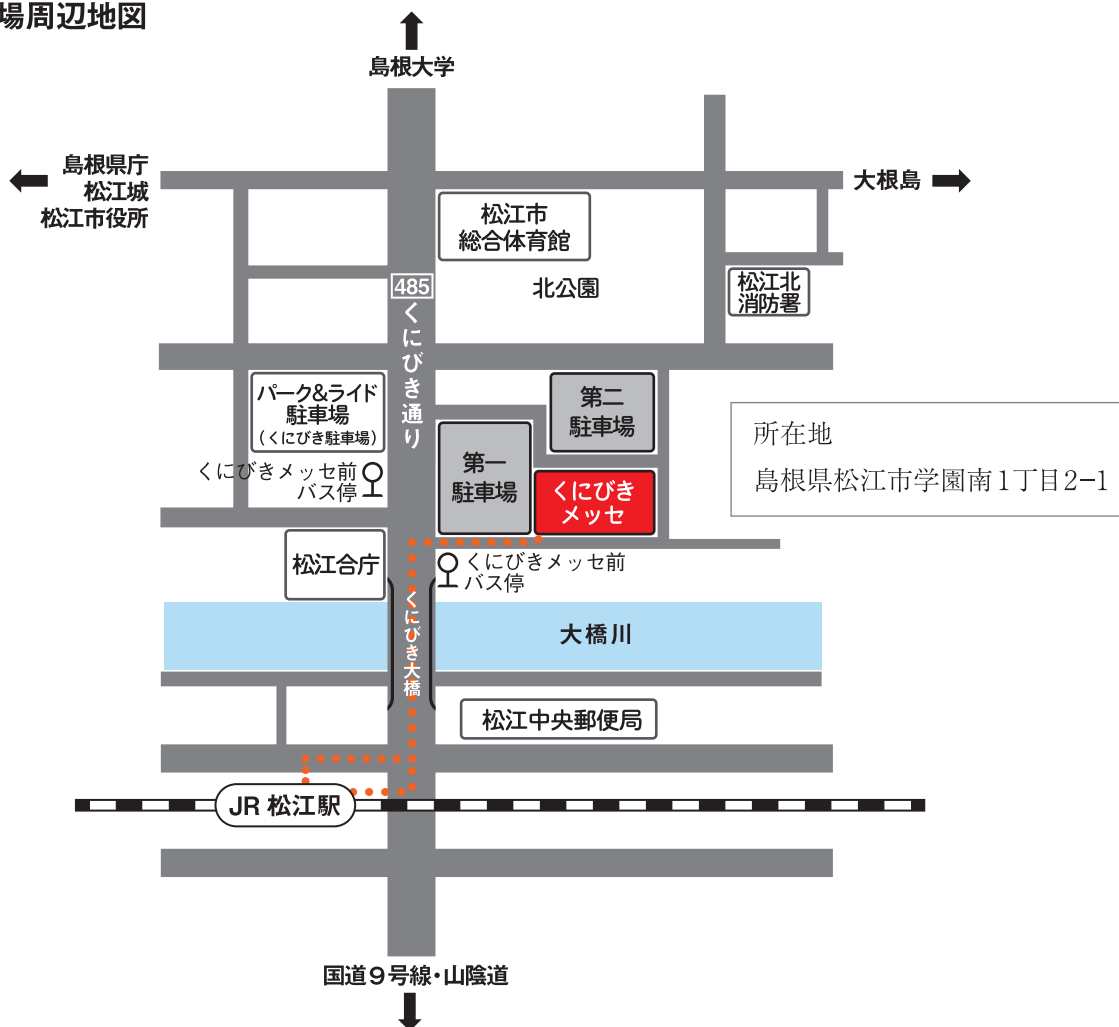 場周辺地図
島根大学
島根県庁
松江城
松江市役所
大根島
松江市
総合体育館
北公園
松江北
消防署
485
くにびき通り
パーク&ライド
駐車場
(くにびき駐車場)
第二
駐車場
第一
駐車場
くにびき
メッセ
所在地
島根県松江市学園南1丁目2-1
くにびきメッセ前
バス停
松江合庁
くにびきメッセ前
バス停
くにびき大橋
大橋川
松江中央郵便局
JR 松江駅
国道9号線・山陰道